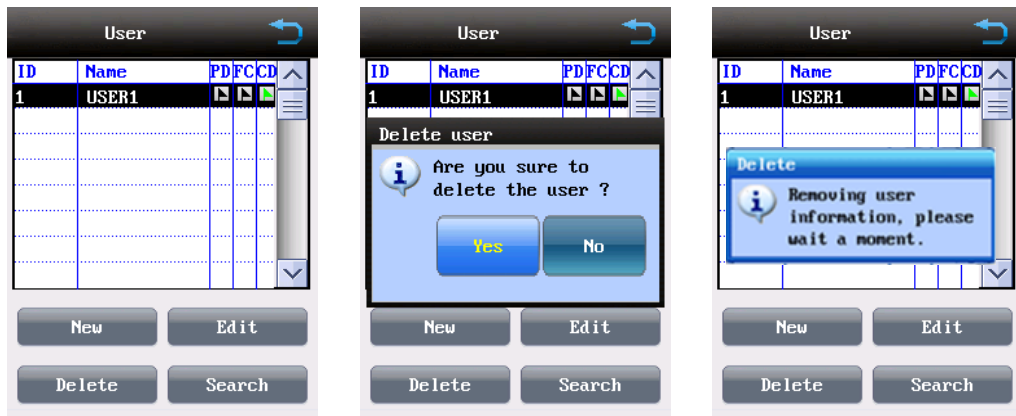 User
ID Name PD FC CD
1 USER1
New Edit
Delete Search
User
ID Name PD FC CD
1 USER1
Delete user
Are you sure to
delete the user ?
Yes No
New Edit
Delete Search
User
ID Name PD FC CD
1 USER1
Delete
Removing user
information, please
wait a moment.
New Edit
Delete Search